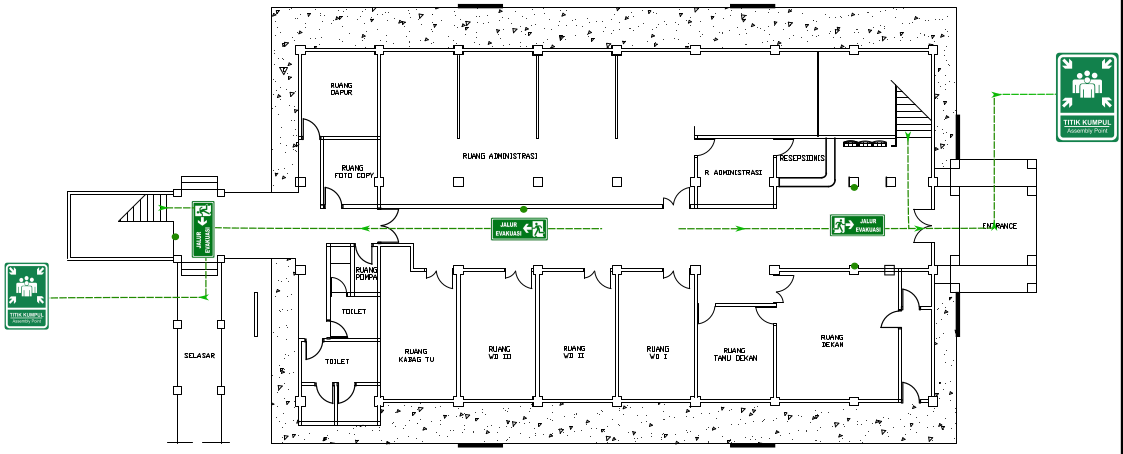 RUANG
DAPUR
TITIK KUMPUL
Assembly Point
RUANG ADMINISTRASI
RUANG
FOTO COPY
R ADMINISTRASI
RESEPSIONIS
JALUR
EVAKUASI
JALUR
EVAKUASI
JALUR
EVAKUASI
ENTRANCE
RUANG
POMPA
TITIK KUMPUL
Assembly Point
TOILET
SELASAR
TOILET
RUANG
KABAG TU
RUANG
WD III
RUANG
WD II
RUANG
WD I
RUANG
TAMU DEKAN
RUANG
DEKAN